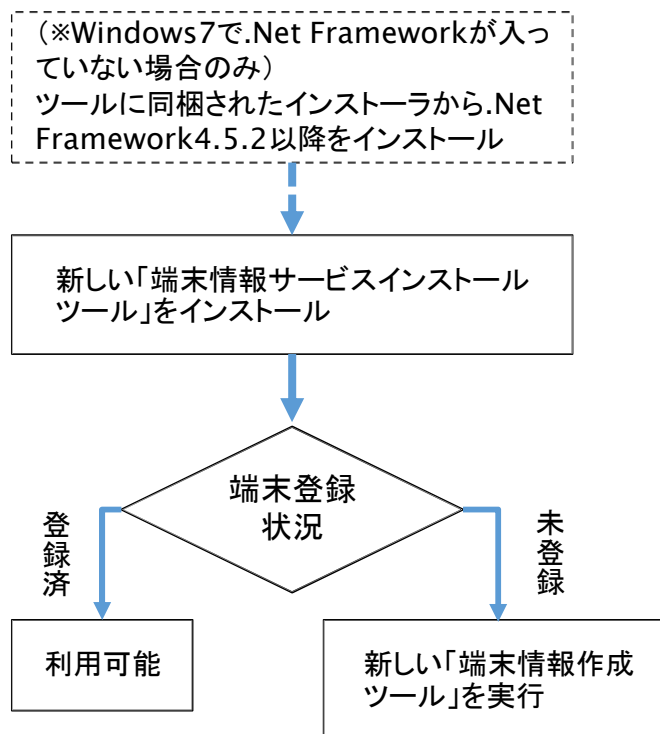 （※Windows7で.Net Frameworkが入っ
ていない場合のみ）
ツールに同梱されたインストーラから.Net
Framework4.5.2以降をインストール
新しい「端末情報サービスインストール
ツール」をインストール
端末登録
状況
登録済
未登録
利用可能
新しい「端末情報作成
ツール」を実行